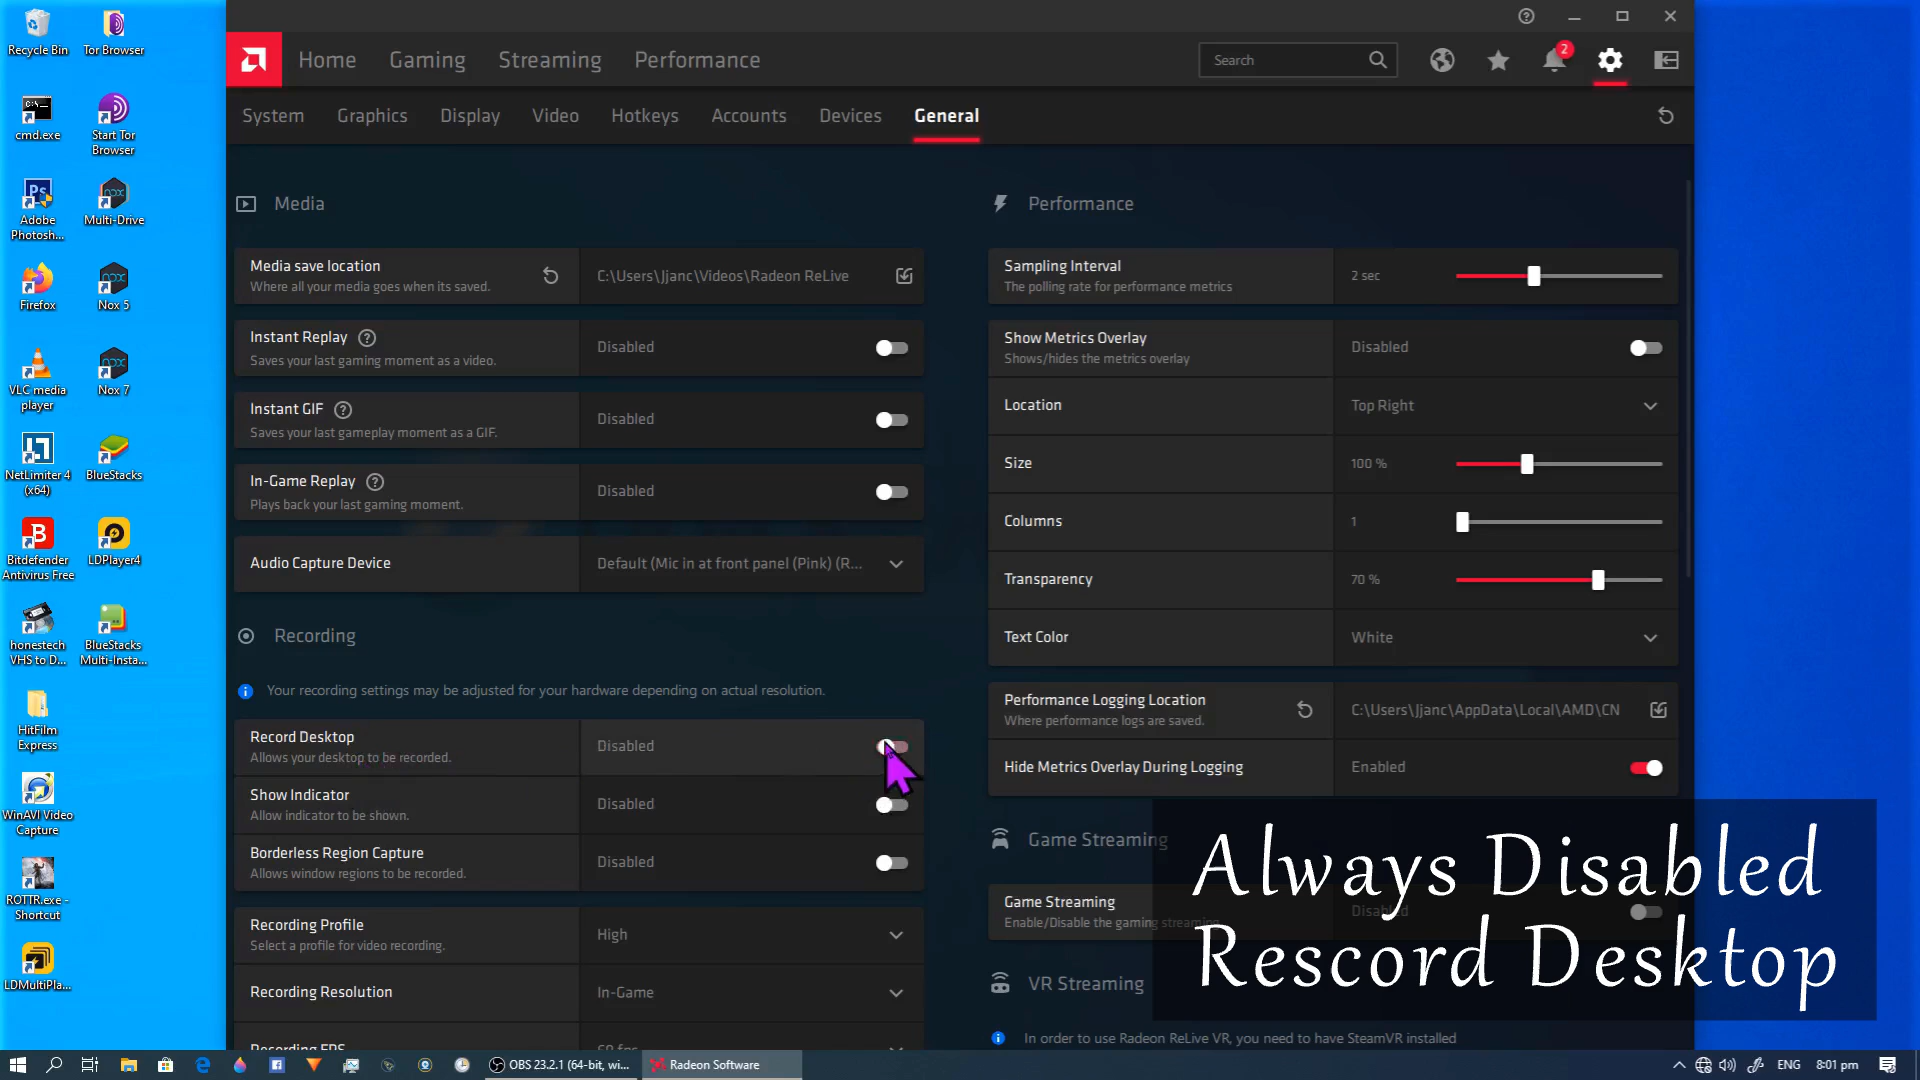 Recycle Bin
Tor Browser
cmd.exe
Start Tor
Browser
Adobe
Photosh...
Multi-Drive
Firefox
Nox 5
VLC media
player
Nox 7
NetLimiter 4
(x64)
BlueStacks
Bitdefender
Antivirus Free
LDPlayer4
honestech
VHS to D...
BlueStacks
Multi-Insta...
HitFilm
Express
WinAVI Video
Capture
ROTTR.exe -
Shortcut
LDMultiPla...
Home
Gaming
Streaming
Performance
Search
2
System
Graphics
Display
Video
Hotkeys
Accounts
Devices
General
Media
Media save location
Where all your media goes when its saved.
C:\Users\Jjanc\Videos\Radeon ReLive
Instant Replay
Saves your last gaming moment as a video.
Disabled
Instant GIF
Saves your last gameplay moment as a GIF.
Disabled
In-Game Replay
Plays back your last gaming moment.
Disabled
Audio Capture Device
Default (Mic in at front panel (Pink) (R...
Recording
Your recording settings may be adjusted for your hardware depending on actual resolution.
Record Desktop
Allows your desktop to be recorded.
Disabled
Show Indicator
Allow indicator to be shown.
Disabled
Borderless Region Capture
Allows window regions to be recorded.
Disabled
Recording Profile
Select a profile for video recording.
High
Recording Resolution
In-Game
Recording FPS
60 fps
Performance
Sampling Interval
The polling rate for performance metrics
2 sec
Show Metrics Overlay
Shows/hides the metrics overlay
Disabled
Location
Top Right
Size
100 %
Columns
1
Transparency
70 %
Text Color
White
Performance Logging Location
Where performance logs are saved.
C:\Users\Jjanc\AppData\Local\AMD\CN
Hide Metrics Overlay During Logging
Enabled
Game Streaming
Game Streaming
Enable/Disable the gaming streaming
Disabled
VR Streaming
In order to use Radeon ReLive VR, you need to have SteamVR installed
Always Disabled
Rescord Desktop
OBS 23.2.1 (64-bit, wi...
Radeon Software
ENG
8:01 pm